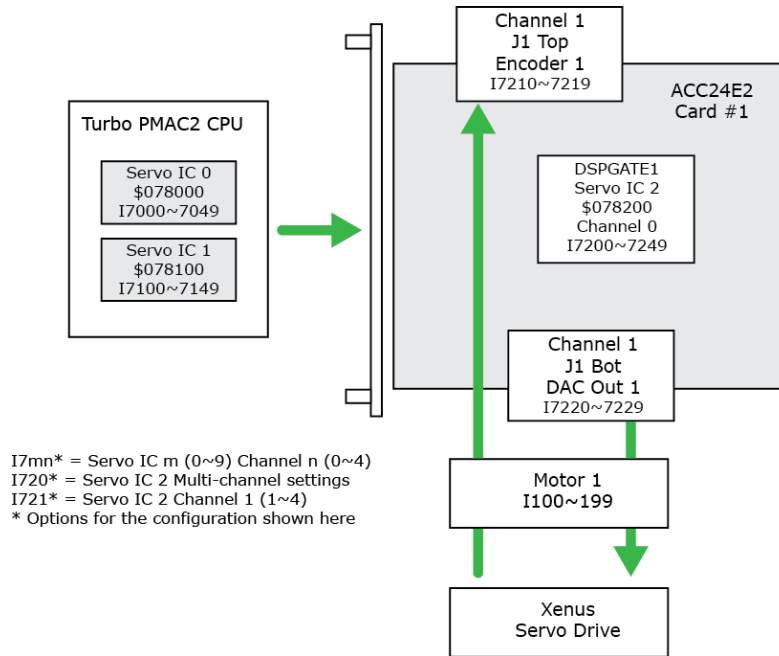 Turbo PMAC2 CPU
Servo IC 0
$078000
I7000~7049
Servo IC 1
$078100
I7100~7149
Channel 1
J1 Top
Encoder 1
I7210~7219
ACC24E2
Card #1
DSPGATE1
Servo IC 2
$078200
Channel 0
I7200~7249
Channel 1
J1 Bot
DAC Out 1
I7220~7229
I7mn* = Servo IC m (0~9) Channel n (0~4)
I720* = Servo IC 2 Multi-channel settings
I721* = Servo IC 2 Channel 1 (1~4)
* Options for the configuration shown here
Motor 1
I100~199
Xenus
Servo Drive